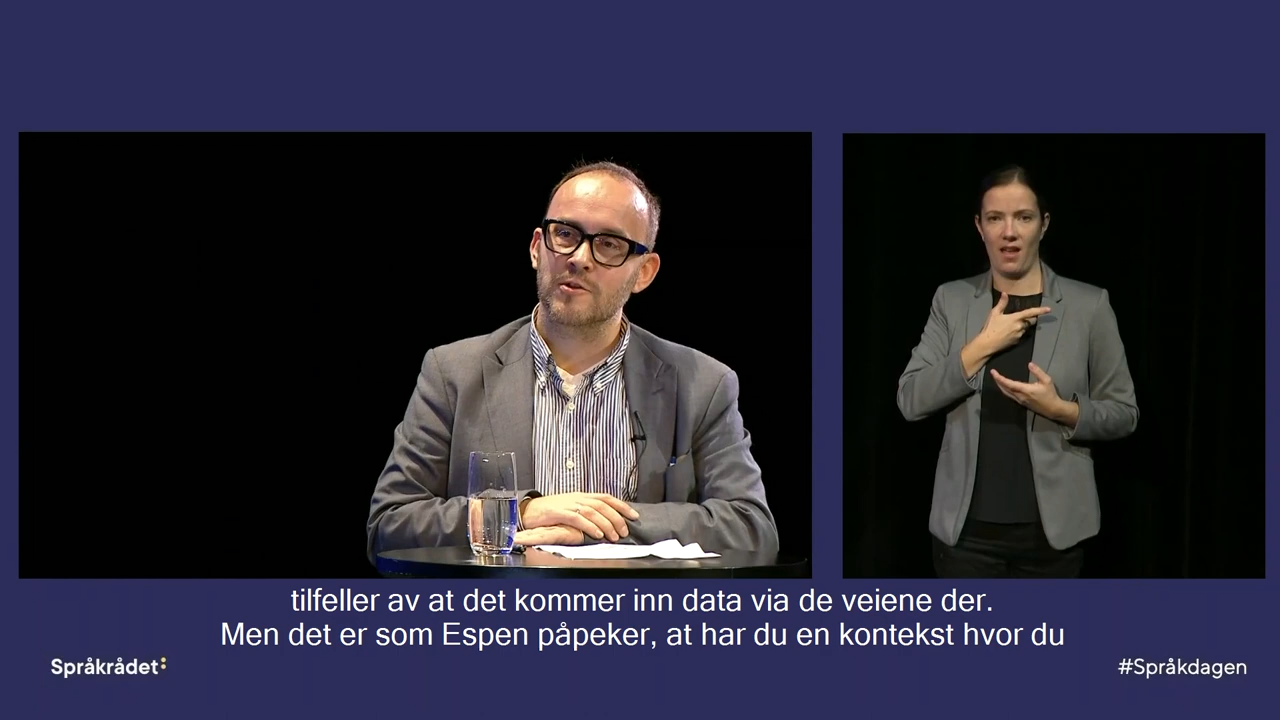 tilfeller av at det kommer inn data via de veiene der.
Men det er som Espen påpeker, at har du en kontekst hvor du
Språkrådet:
#Språkdagen